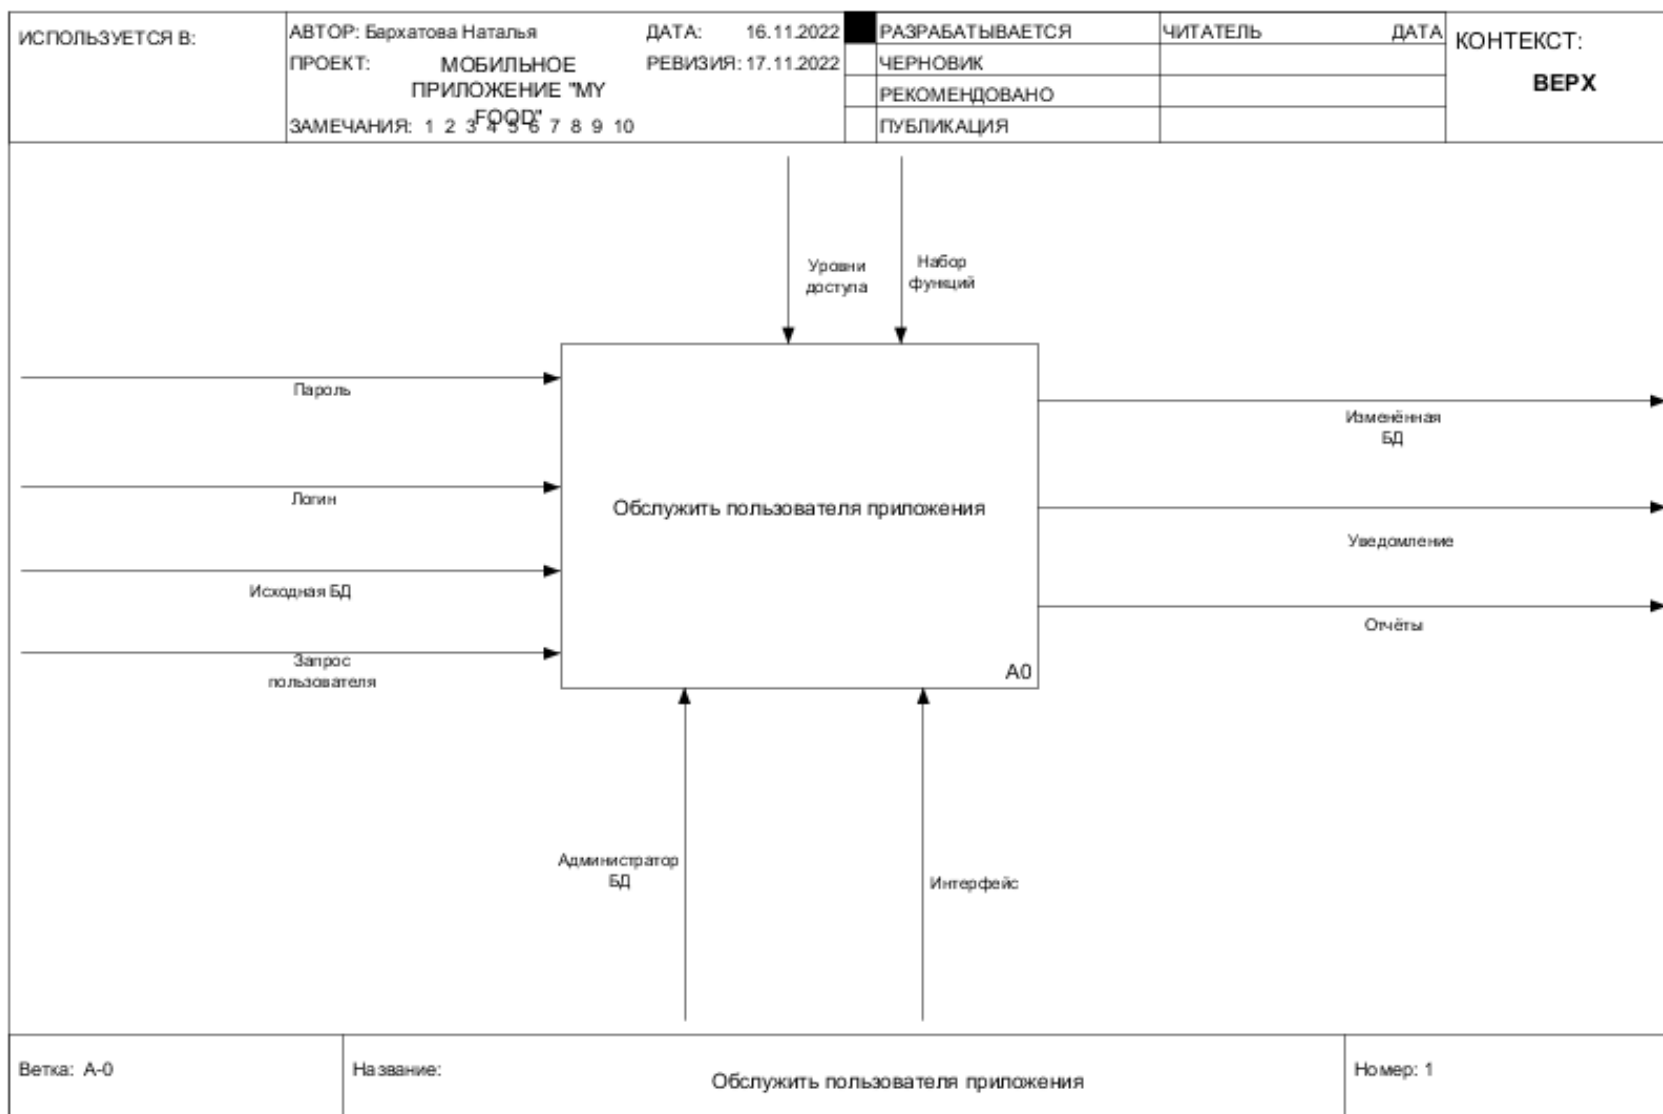 ИСПОЛЬЗУЕТСЯ В:
АВТОР: Бархатова Наталья
ДАТА: 16.11.2022
ПРОЕКТ: МОБИЛЬНОЕ
ПРИЛОЖЕНИЕ "MY
FOOD"
РЕВИЗИЯ: 17.11.2022
ЗАМЕЧАНИЯ: 1 2 3 4 5 6 7 8 9 10
РАЗРАБАТЫВАЕТСЯ
ЧЕРНОВИК
РЕКОМЕНДОВАНО
ПУБЛИКАЦИЯ
ЧИТАТЕЛЬ ДАТА
КОНТЕКСТ:
ВЕРХ
Уровни
доступа
Набор
функций
Пароль
Логин
Исходная БД
Запрос
пользователя
Обслужить пользователя приложения
A0
Изменённая
БД
Уведомление
Отчёты
Администратор
БД
Интерфейс
Ветка: A-0
Название:
Обслужить пользователя приложения
Номер: 1